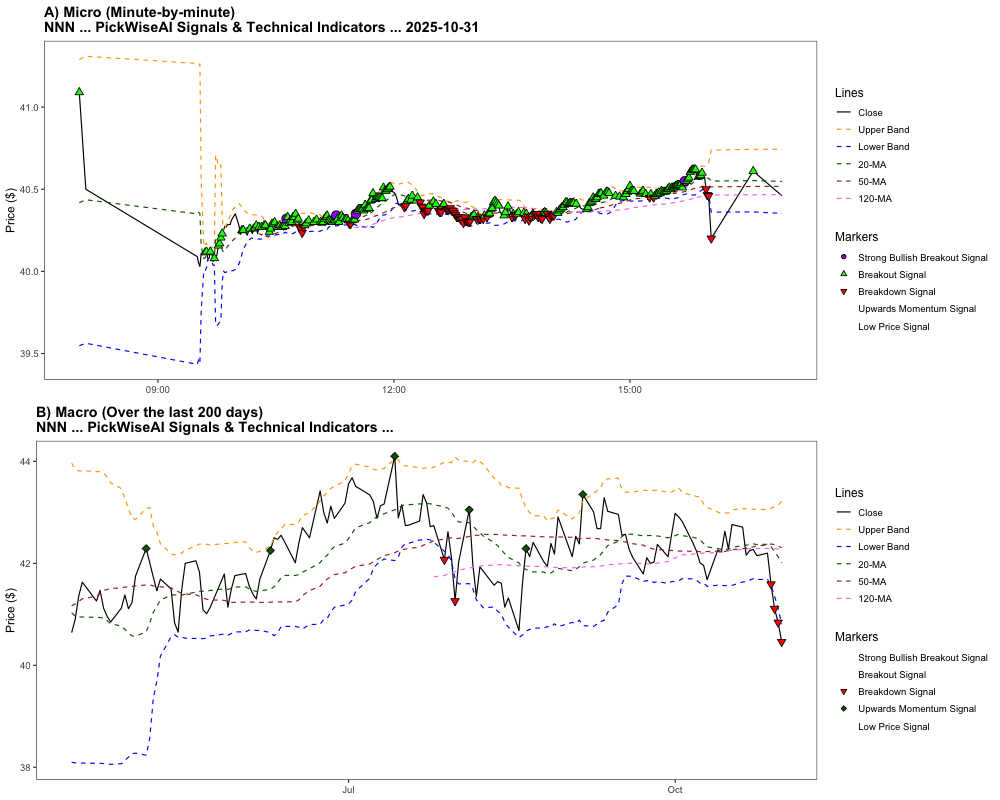 A) Micro (Minute-by-minute)
NNN ... PickWiseAI Signals & Technical Indicators ... 2025-10-31
Price ($)
41.0
40.5
40.0
39.5
09:00
12:00
15:00
Lines
Close
Upper Band
Lower Band
20-MA
50-MA
120-MA
Markers
Strong Bullish Breakout Signal
Breakout Signal
Breakdown Signal
Upwards Momentum Signal
Low Price Signal
B) Macro (Over the last 200 days)
NNN ... PickWiseAI Signals & Technical Indicators ...
Price ($)
44
42
40
38
Jul
Oct
Lines
Close
Upper Band
Lower Band
20-MA
50-MA
120-MA
Markers
Strong Bullish Breakout Signal
Breakout Signal
Breakdown Signal
Upwards Momentum Signal
Low Price Signal